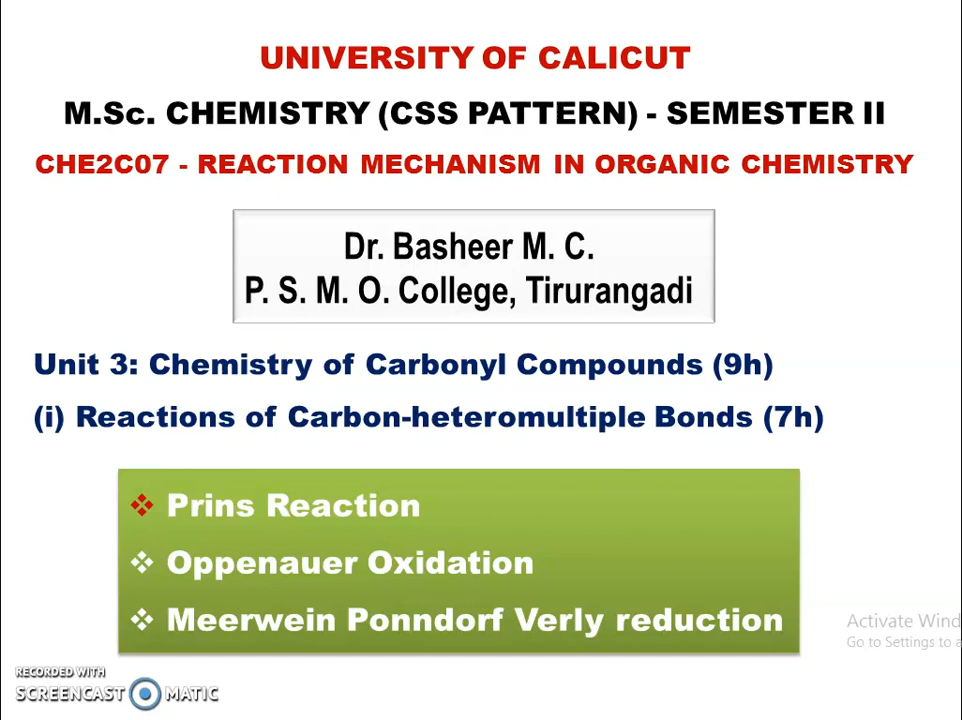 UNIVERSITY OF CALICUT
M.Sc. CHEMISTRY (CSS PATTERN) - SEMESTER II
CHE2C07 - REACTION MECHANISM IN ORGANIC CHEMISTRY
Dr. Basheer M. C.
P. S. M. O. College, Tirurangadi
Unit 3: Chemistry of Carbonyl Compounds (9h)
(i) Reactions of Carbon-heteromultiple Bonds (7h)
❖ Prins Reaction
❖ Oppenauer Oxidation
❖ Meerwein Ponndorf Verly reduction
Activate Wind
Go to Settings to a
RECORDED WITH
SCREENCAST MATIC